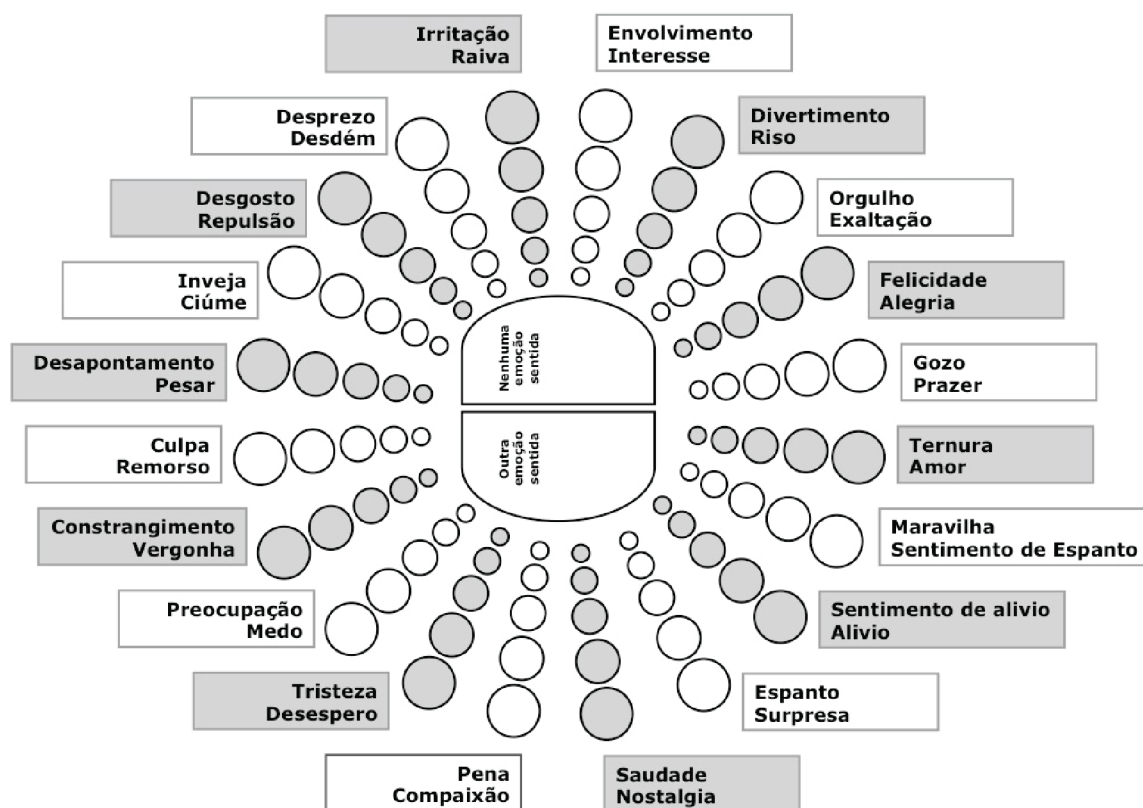 Irritação
Raiva
Envolvimento
Interesse
Desprezo
Desdém
Divertimento
Riso
Desgosto
Repulsão
Orgulho
Exaltação
Inveja
Ciúme
Felicidade
Alegria
Nenhuma
emoção
sentida
Desapontamento
Pesar
Gozo
Prazer
Culpa
Remorso
Outra
emoção
sentida
Ternura
Amor
Constrangimento
Vergonha
Maravilha
Sentimento de Espanto
Preocupação
Medo
Sentimento de alivio
Alivio
Tristeza
Desespero
Espanto
Surpresa
Pena
Compaixão
Saudade
Nostalgia